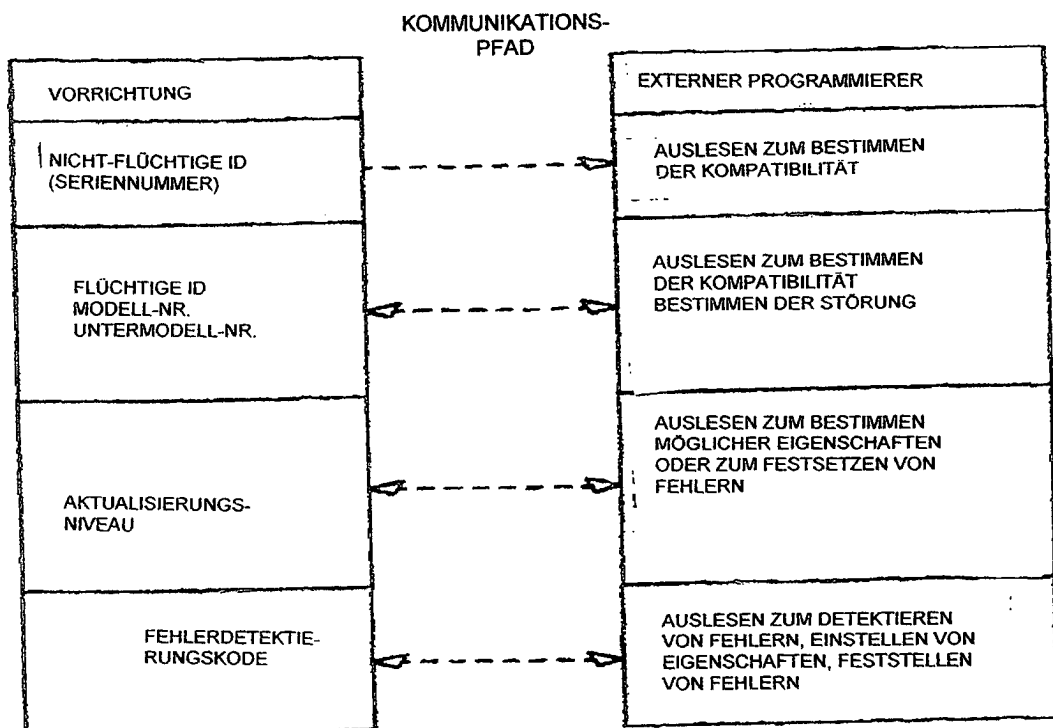 KOMMUNIKATIONS-
PFAD
VORRICHTUNG
EXTERNER PROGRAMMIERER
NICHT-FLÜCHTIGE ID
(SERIENNUMMER)
AUSLESEN ZUM BESTIMMEN
DER KOMPATIBILITÄT
FLÜCHTIGE ID
MODELL-NR.
UNTERMODELL-NR.
AUSLESEN ZUM BESTIMMEN
DER KOMPATIBILITÄT
BESTIMMEN DER STÖRUNG
AKTUALISIERUNGS-
NIVEAU
AUSLESEN ZUM BESTIMMEN
MÖGLICHER EIGENSCHAFTEN
ODER ZUM FESTSETZEN VON
FEHLERN
FEHLERDETEKTIE-
RUNGSKODE
AUSLESEN ZUM DETEKTIEREN
VON FEHLERN, EINSTELLEN VON
EIGENSCHAFTEN, FESTSTELLEN
VON FEHLERN